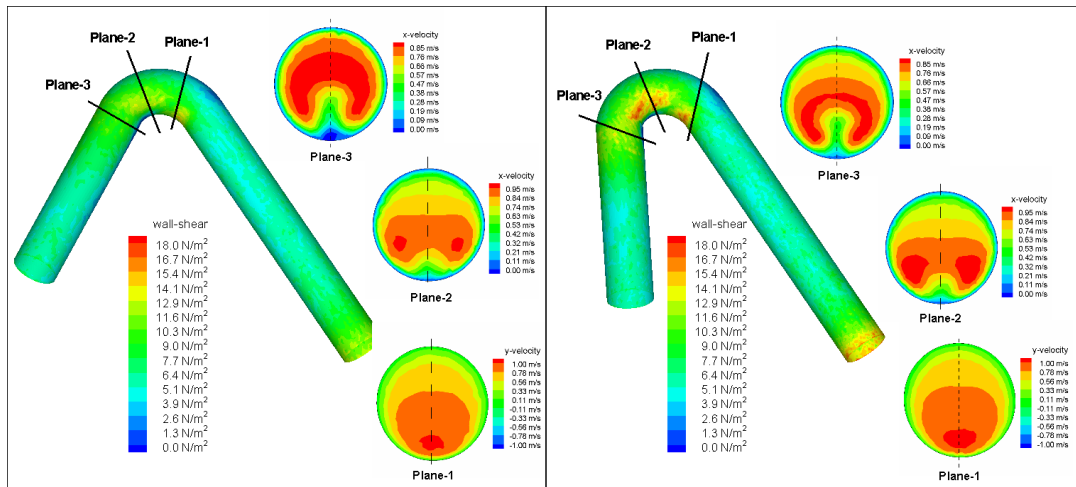 Plane-2
Plane-1
Plane-3
x-velocity
0.85 m/s
0.76 m/s
0.66 m/s
0.57 m/s
0.47 m/s
0.38 m/s
0.28 m/s
0.19 m/s
0.09 m/s
0.00 m/s
Plane-3
x-velocity
0.95 m/s
0.84 m/s
0.74 m/s
0.63 m/s
0.53 m/s
0.42 m/s
0.32 m/s
0.21 m/s
0.11 m/s
0.00 m/s
Plane-2
wall-shear
18.0 N/m²
16.7 N/m²
15.4 N/m²
14.1 N/m²
12.9 N/m²
11.6 N/m²
10.3 N/m²
9.0 N/m²
7.7 N/m²
6.4 N/m²
5.1 N/m²
3.9 N/m²
2.6 N/m²
1.3 N/m²
0.0 N/m²
y-velocity
1.00 m/s
0.78 m/s
0.56 m/s
0.33 m/s
0.11 m/s
-0.11 m/s
-0.33 m/s
-0.56 m/s
-0.78 m/s
-1.00 m/s
Plane-1
Plane-2
Plane-1
Plane-3
x-velocity
0.85 m/s
0.76 m/s
0.66 m/s
0.57 m/s
0.47 m/s
0.38 m/s
0.28 m/s
0.19 m/s
0.09 m/s
0.00 m/s
Plane-3
x-velocity
0.95 m/s
0.84 m/s
0.74 m/s
0.63 m/s
0.53 m/s
0.42 m/s
0.32 m/s
0.21 m/s
0.11 m/s
0.00 m/s
Plane-2
wall-shear
18.0 N/m²
16.7 N/m²
15.4 N/m²
14.1 N/m²
12.9 N/m²
11.6 N/m²
10.3 N/m²
9.0 N/m²
7.7 N/m²
6.4 N/m²
5.1 N/m²
3.9 N/m²
2.6 N/m²
1.3 N/m²
0.0 N/m²
y-velocity
1.00 m/s
0.78 m/s
0.56 m/s
0.33 m/s
0.11 m/s
-0.11 m/s
-0.33 m/s
-0.56 m/s
-0.78 m/s
-1.00 m/s
Plane-1